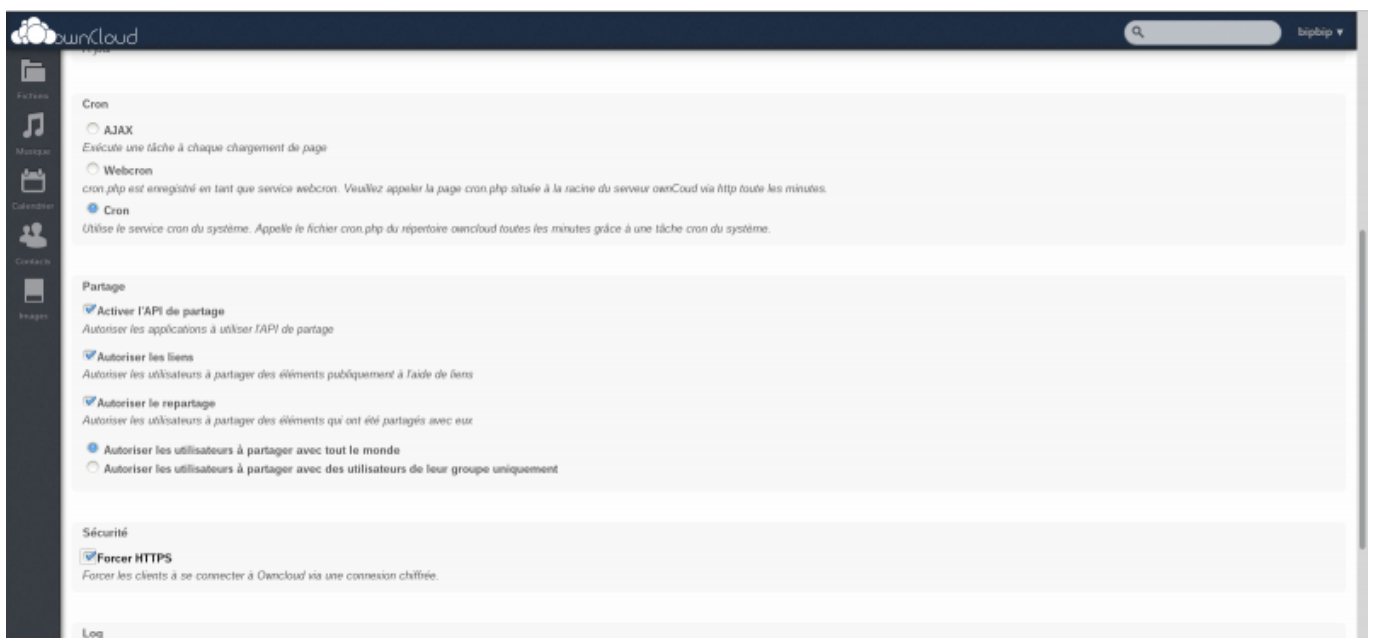 ownCloud
bipbip ▾
Fichiers
Musique
Calendrier
Contacts
Images
Cron
AJAX
Exécute une tâche à chaque chargement de page
Webcron
cron.php est enregistré en tant que service webcron. Veuillez appeler la page cron.php située à la racine du serveur ownCoud via http toute les minutes.
Cron
Utilise le service cron du système. Appelle le fichier cron.php du répertoire owncloud toutes les minutes grâce à une tâche cron du système.
Partage
Activer l'API de partage
Autoriser les applications à utiliser l'API de partage
Autoriser les liens
Autoriser les utilisateurs à partager des éléments publiquement à l'aide de liens
Autoriser le repartage
Autoriser les utilisateurs à partager des éléments qui ont été partagés avec eux
Autoriser les utilisateurs à partager avec tout le monde
Autoriser les utilisateurs à partager avec des utilisateurs de leur groupe uniquement
Sécurité
Forcer HTTPS
Forcer les clients à se connecter à Owncloud via une connexion chiffrée.
Log